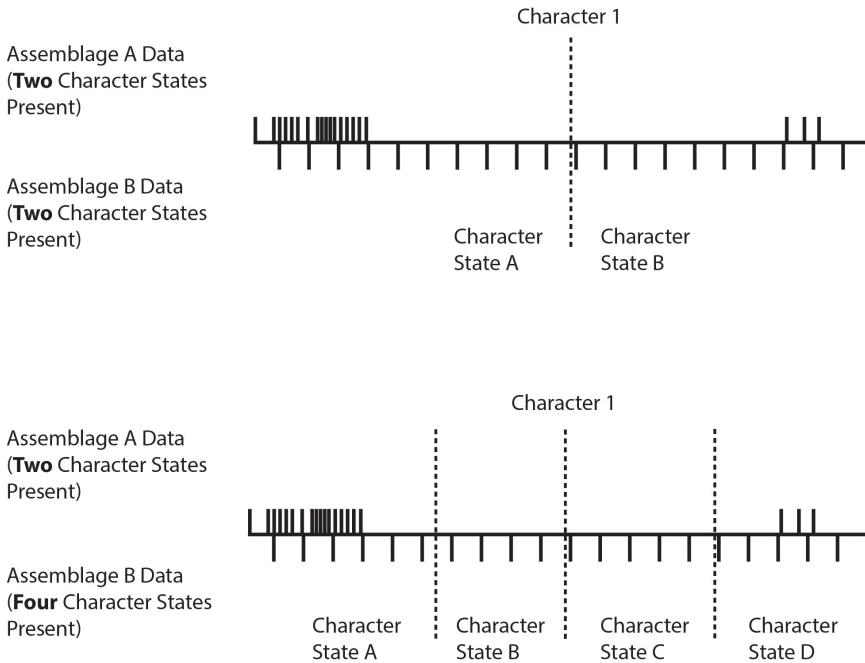 Character 1
Assemblage A Data
(Two Character States
Present)
Assemblage B Data
(Two Character States
Present)
Character
State A
Character
State B
Character 1
Assemblage A Data
(Two Character States
Present)
Assemblage B Data
(Four Character States
Present)
Character
State A
Character
State B
Character
State C
Character
State D